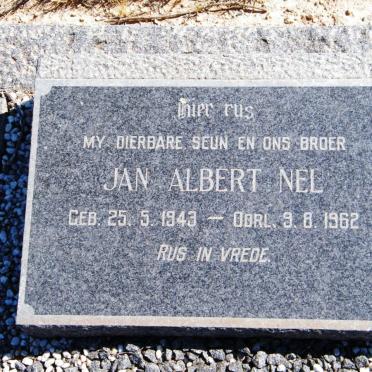 Hier rus
MY DIERBARE SEUN EN ONS BROER
JAN ALBERT NEL
GEB. 25. 5. 1943 — OORL. 9. 8. 1962
RUS IN VREDE.